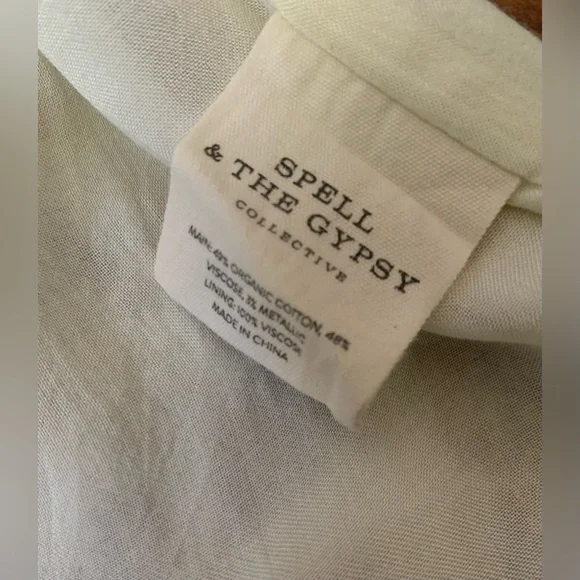 SPELL
& THE GYPSY
COLLECTIVE
MAIN: 49% ORGANIC COTTON, 48%
VISCOSE, 3% METALLIC
LINING: 100% VISCOSE
MADE IN CHINA